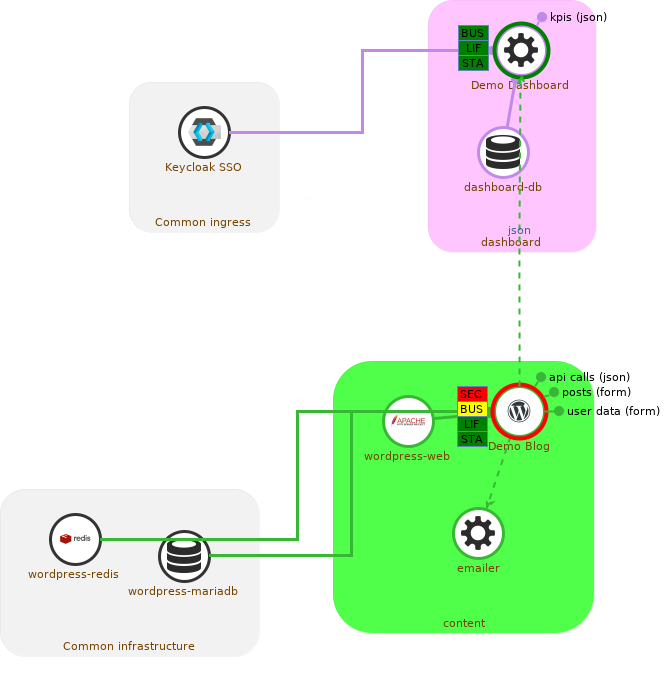 kpis (json)
BUS
LIF
STA
Demo Dashboard
Keycloak SSO
dashboard-db
Common ingress
json
dashboard
api calls (json)
SEC
posts (form)
BUS
user data (form)
APACHE
LIF
STA
Demo Blog
wordpress-web
redis
wordpress-redis
wordpress-mariadb
emailer
content
Common infrastructure